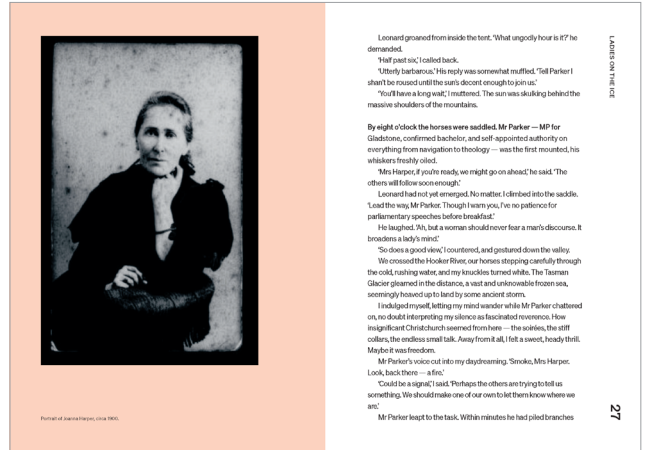 Portrait of Joanna Harper, circa 1900.
Leonard groaned from inside the tent. ‘What ungodly hour is it?’ he
demanded.
‘Half past six,’ I called back.
‘Utterly barbarous.’ His reply was somewhat muffled. ‘Tell Parker I
shan’t be roused until the sun’s decent enough to join us.’
‘You’ll have a long wait,’ I muttered. The sun was skulking behind the
massive shoulders of the mountains.
By eight o’clock the horses were saddled. Mr Parker — MP for
Gladstone, confirmed bachelor, and self-appointed authority on
everything from navigation to theology — was the first mounted, his
whiskers freshly oiled.
‘Mrs Harper, if you’re ready, we might go on ahead,’ he said. ‘The
others will follow soon enough.’
Leonard had not yet emerged. No matter. I climbed into the saddle.
‘Lead the way, Mr Parker. Though I warn you, I’ve no patience for
parliamentary speeches before breakfast.’
He laughed. ‘Ah, but a woman should never fear a man’s discourse. It
broadens a lady’s mind.’
‘So does a good view,’ I countered, and gestured down the valley.
We crossed the Hooker River, our horses stepping carefully through
the cold, rushing water, and my knuckles turned white. The Tasman
Glacier gleamed in the distance, a vast and unknowable frozen sea,
seemingly heaved up to land by some ancient storm.
I indulged myself, letting my mind wander while Mr Parker chattered
on, no doubt interpreting my silence as fascinated reverence. How
insignificant Christchurch seemed from here — the soirées, the stiff
collars, the endless small talk. Away from it all, I felt a sweet, heady thrill.
Maybe it was freedom.
Mr Parker’s voice cut into my daydreaming. ‘Smoke, Mrs Harper.
Look, back there — a fire.’
‘Could be a signal,’ I said. ‘Perhaps the others are trying to tell us
something. We should make one of our own to let them know where we
are.’
Mr Parker leapt to the task. Within minutes he had piled branches
LADIES ON THE ICE
27